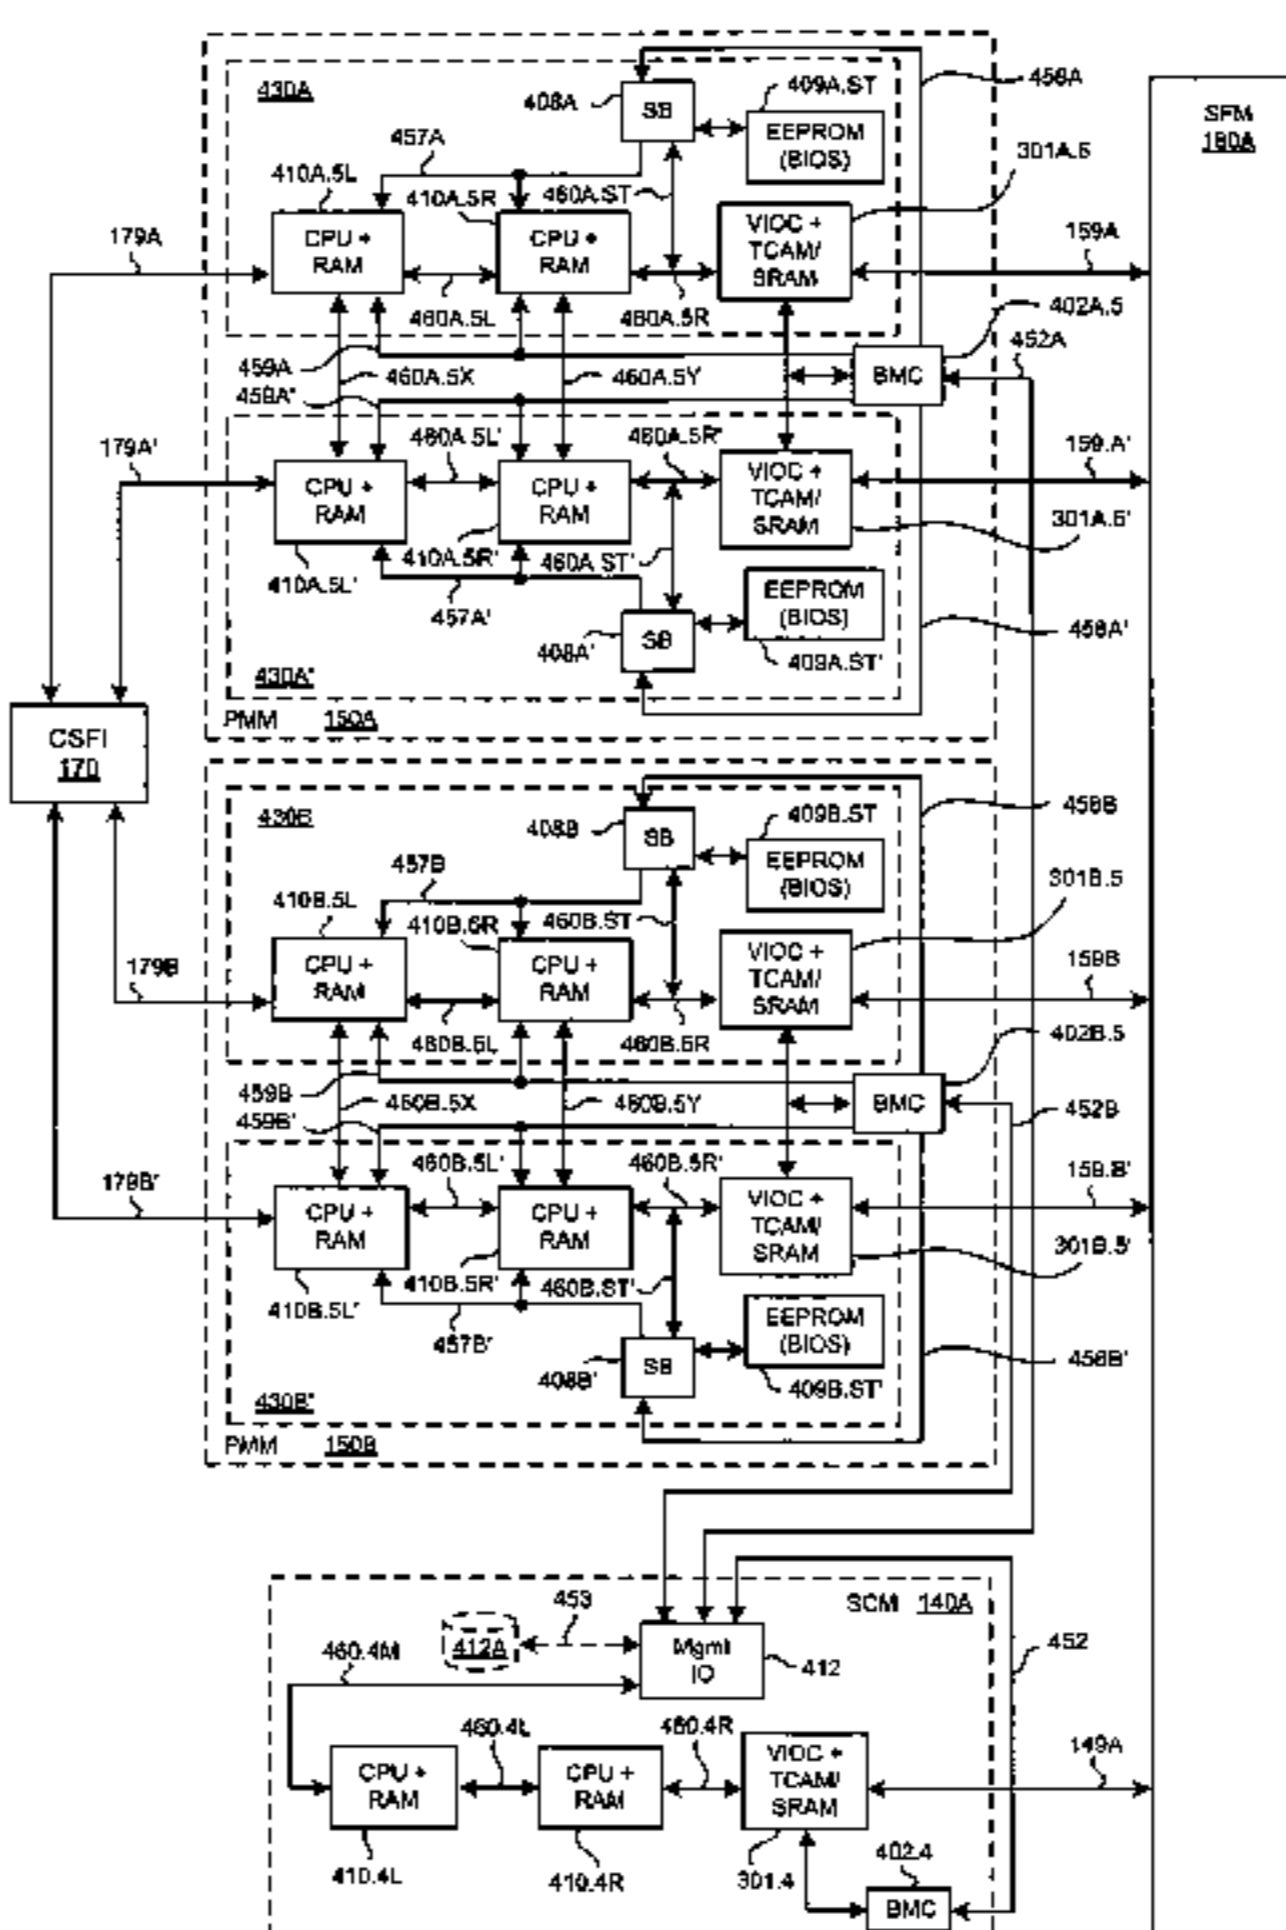 430A
408A
SB
409A.ST
EEPROM
(BIOS)
458A
SFM
180A
457A
410A.5L
410A.5R
460A.ST
301A.5
CPU +
RAM
CPU +
RAM
VIOC +
TCAM/
SRAM
179A
159A
460A.5L
460A.5R
402A.5
452A
459A
460A.5X
460A.5Y
BMC
459A'
179A'
460A.5L'
460A.5R'
159.A'
CPU +
RAM
CPU +
RAM
VIOC +
TCAM/
SRAM
301A.5'
410A.5L'
410A.5R'
460A.ST'
457A'
EEPROM
(BIOS)
408A'
SB
458A'
409A.ST'
430A'
PMM 150A
CSFI
170
430B
408B
SB
409B.ST
EEPROM
(BIOS)
458B
457B
410B.5L
410B.5R
460B.ST
301B.5
CPU +
RAM
CPU +
RAM
VIOC +
TCAM/
SRAM
179B
159B
460B.5L
460B.5R
402B.5
459B
460B.5X
460B.5Y
BMC
452B
459B'
179B'
460B.5L'
460B.5R'
159.B'
CPU +
RAM
CPU +
RAM
VIOC +
TCAM/
SRAM
301B.5'
410B.5L'
410B.5R'
460B.ST'
457B'
EEPROM
(BIOS)
408B'
SB
458B'
409B.ST'
430B'
PMM 150B
SCM 140A
453
412A
Mgmt
IO
412
452
460.4M
460.4L
460.4R
CPU +
RAM
CPU +
RAM
VIOC +
TCAM/
SRAM
149A
410.4L
410.4R
301.4
402.4
BMC